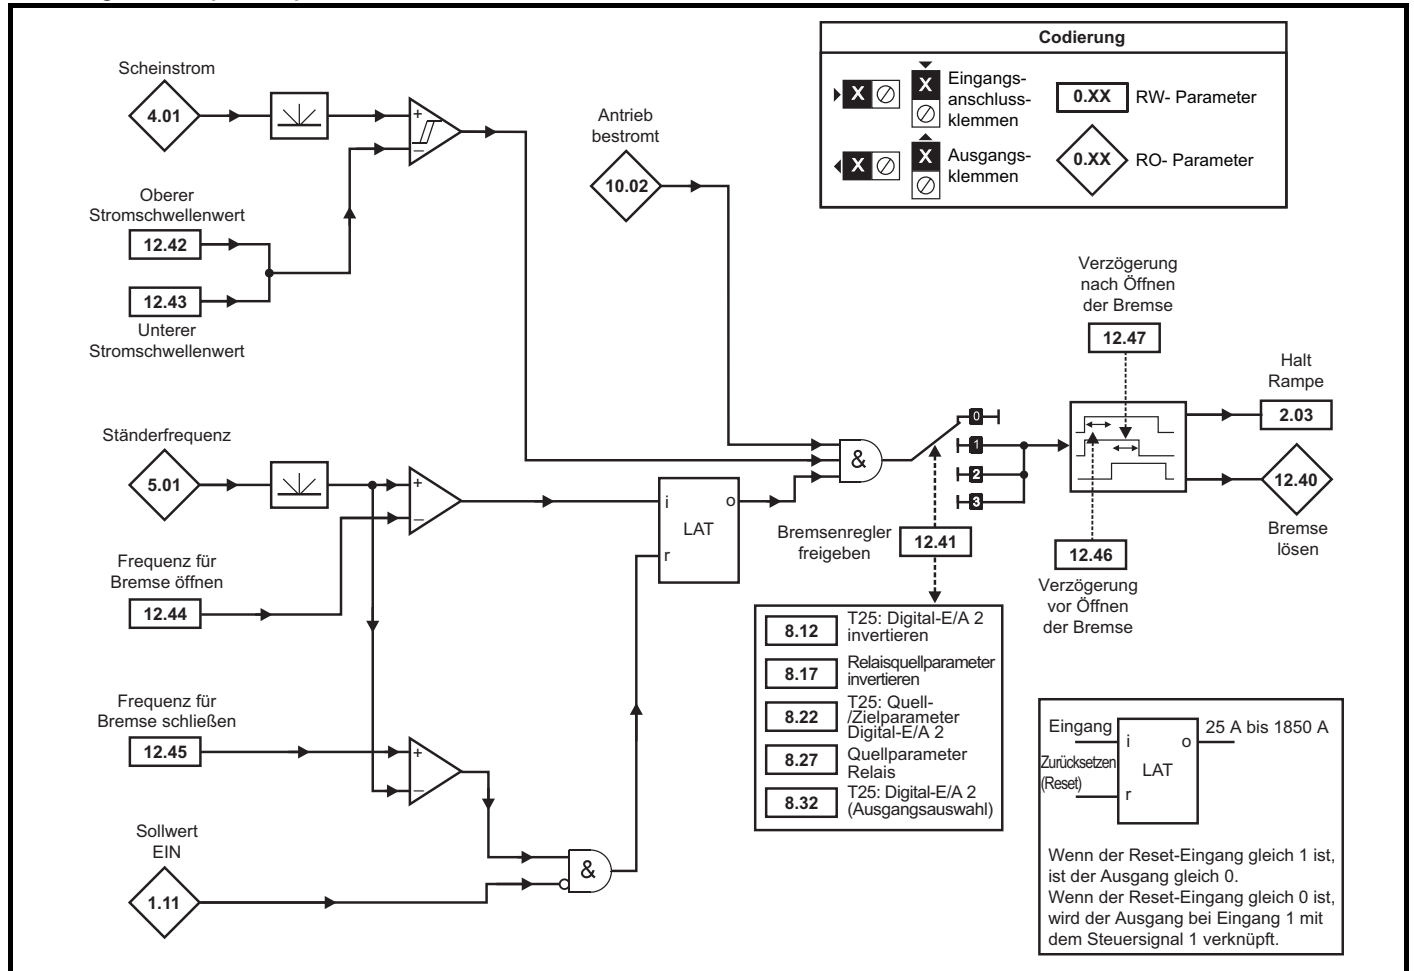 Codierung
X
X
Eingangs-
anschluss-
klemmen
0.XX
RW- Parameter
X
X
Ausgangs-
klemmen
0.XX
RO- Parameter
Scheinstrom
4.01
+
–
Oberer
Stromschwellenwert
12.42
12.43
Unterer
Stromschwellenwert
Antrieb
bestromt
10.02
Ständerfrequenz
5.01
+
–
Frequenz für
Bremse öffnen
12.44
Frequenz für
Bremse schließen
12.45
+
–
Sollwert
EIN
1.11
&
i
o
LAT
r
&
0
1
2
3
Bremsenregler
freigeben
12.41
8.12
T25: Digital-E/A 2
invertieren
8.17
Relaisquellparameter
invertieren
8.22
T25: Quell-
/Zielparameter
Digital-E/A 2
8.27
Quellparameter
Relais
8.32
T25: Digital-E/A 2
(Ausgangsauswahl)
Verzögerung
nach Öffnen
der Bremse
12.47
12.46
Verzögerung
vor Öffnen
der Bremse
Halt
Rampe
2.03
12.40
Bremse
lösen
Eingang
i
o
25 A bis 1850 A
Zurücksetzen
(Reset)
LAT
r
Wenn der Reset-Eingang gleich 1 ist,
ist der Ausgang gleich 0.
Wenn der Reset-Eingang gleich 0 ist,
wird der Ausgang bei Eingang 1 mit
dem Steuersignal 1 verknüpft.